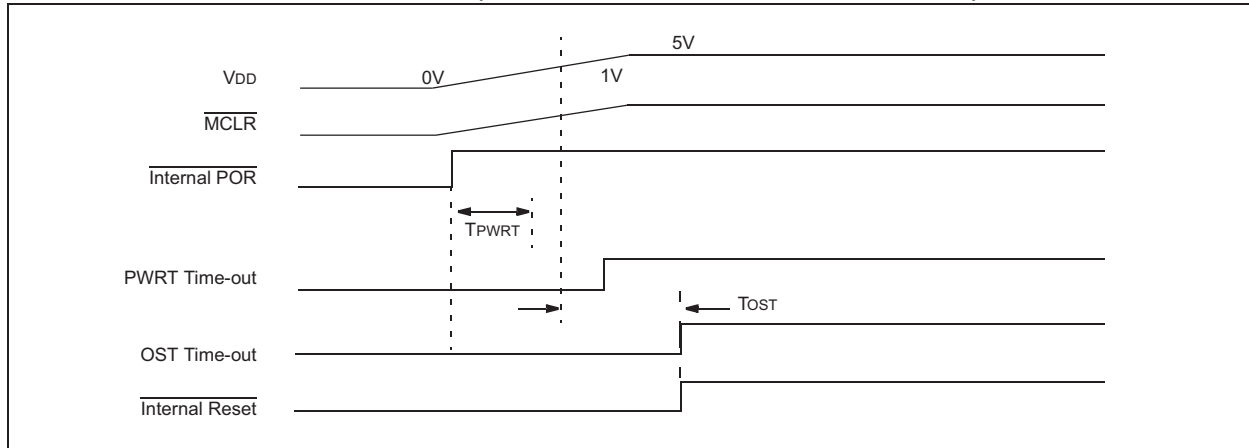 5V
VDD
0V
1V
MCLR
Internal POR
TPWRT
PWRT Time-out
TOST
OST Time-out
Internal Reset